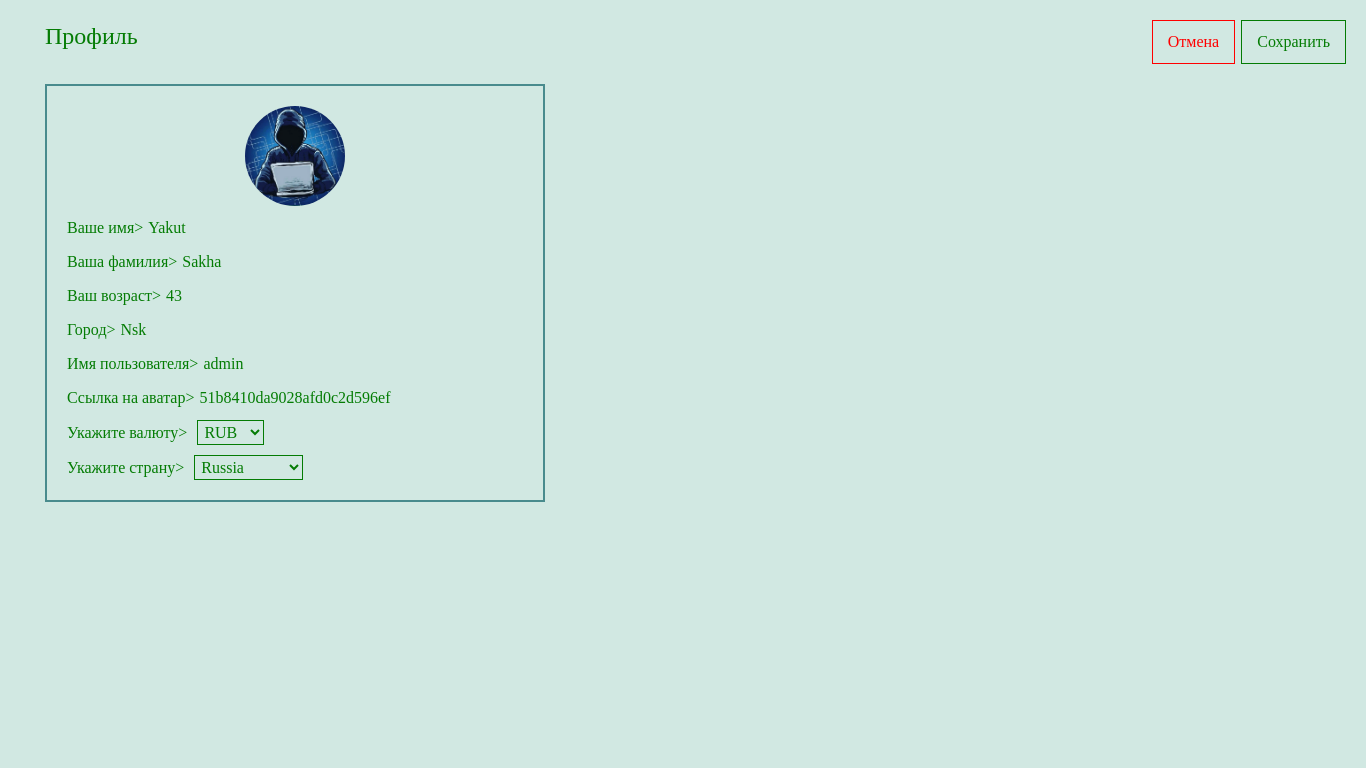 Профиль
Отмена
Сохранить
Ваше имя> Yakut
Ваша фамилия> Sakha
Ваш возраст> 43
Город> Nsk
Имя пользователя> admin
Ссылка на аватар> 51b8410da9028afd0c2d596ef
Укажите валюту> RUB
Укажите страну> Russia